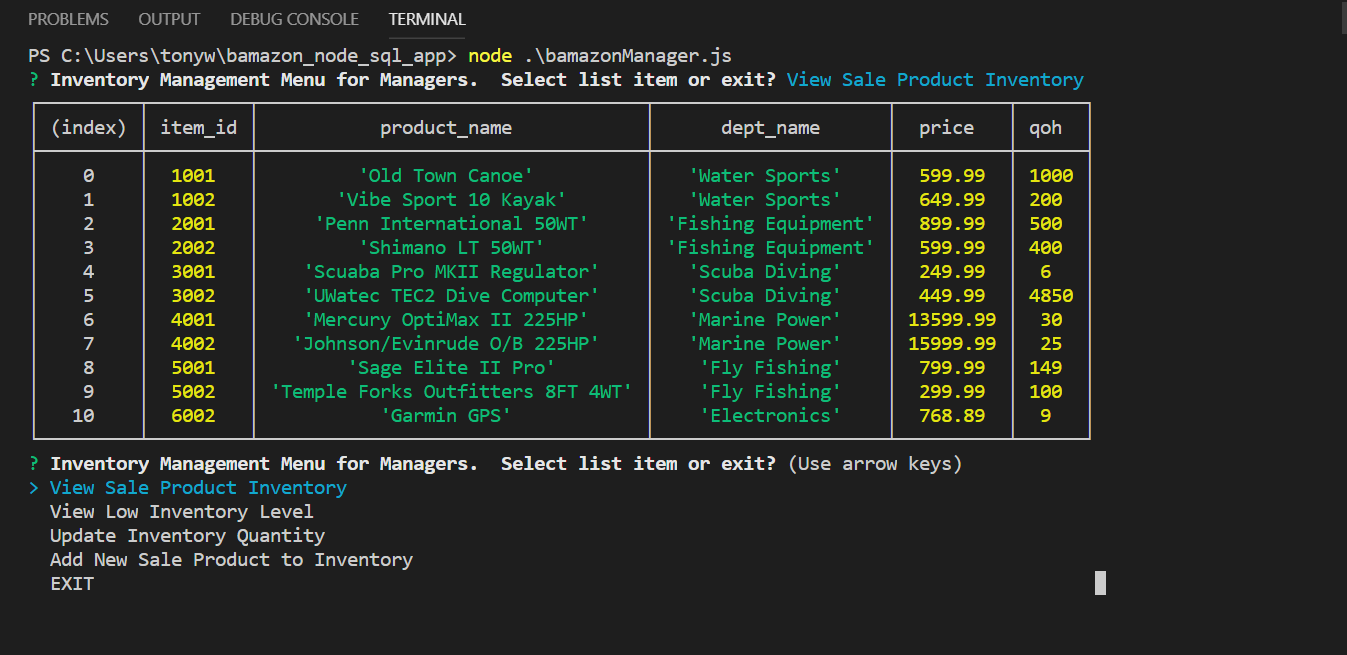 PROBLEMS OUTPUT DEBUG CONSOLE TERMINAL
PS C:\Users\tonyw\bamazon_node_sql_app> node .\bamazonManager.js
? Inventory Management Menu for Managers.  Select list item or exit? View Sale Product Inventory
(index) item_id product_name dept_name price qoh
0 1001 'Old Town Canoe' 'Water Sports' 599.99 1000
1 1002 'Vibe Sport 10 Kayak' 'Water Sports' 649.99 200
2 2001 'Penn International 50WT' 'Fishing Equipment' 899.99 500
3 2002 'Shimano LT 50WT' 'Fishing Equipment' 599.99 400
4 3001 'Scuaba Pro MKII Regulator' 'Scuba Diving' 249.99 6
5 3002 'UWatec TEC2 Dive Computer' 'Scuba Diving' 449.99 4850
6 4001 'Mercury OptiMax II 225HP' 'Marine Power' 13599.99 30
7 4002 'Johnson/Evinrude O/B 225HP' 'Marine Power' 15999.99 25
8 5001 'Sage Elite II Pro' 'Fly Fishing' 799.99 149
9 5002 'Temple Forks Outfitters 8FT 4WT' 'Fly Fishing' 299.99 100
10 6002 'Garmin GPS' 'Electronics' 768.89 9
? Inventory Management Menu for Managers.  Select list item or exit? (Use arrow keys)
> View Sale Product Inventory
View Low Inventory Level
Update Inventory Quantity
Add New Sale Product to Inventory
EXIT